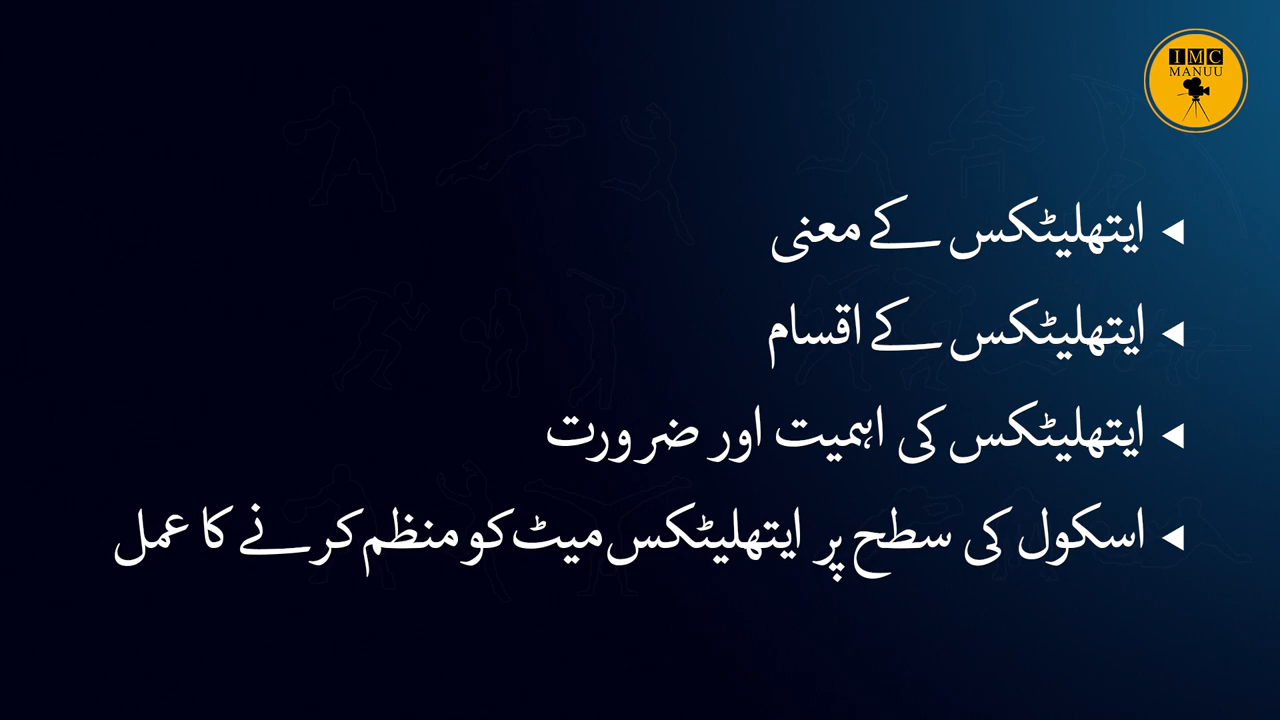 IMC
MANUU
ایتھلیٹکس کے معنی
ایتھلیٹکس کے اقسام
ایتھلیٹکس کی اہمیت اور ضرورت
اسکول کی سطح پر ایتھلیٹکس میٹ کو منظم کرنے کا عمل